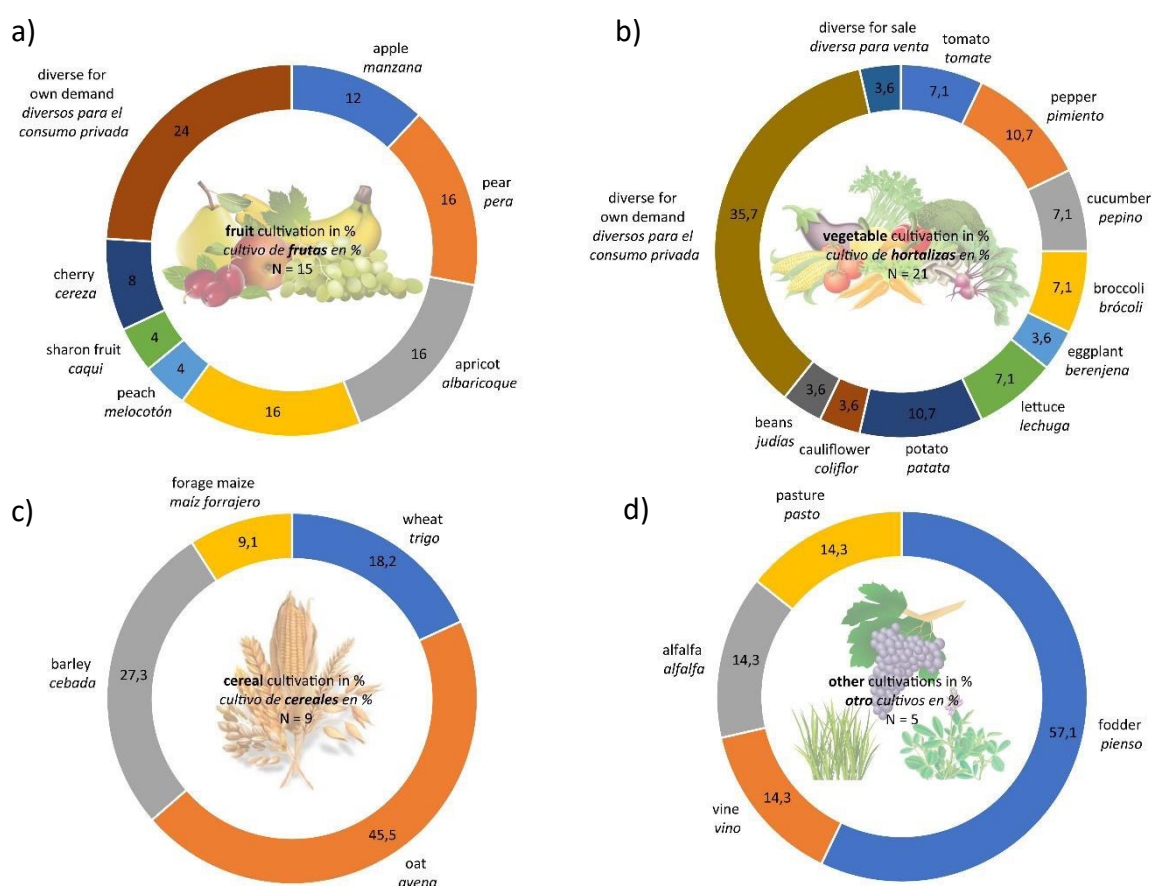 a)
apple
manzana
12
pear
pera
16
apricot
albaricoque
16
16
peach
melocotón
4
sharon fruit
caqui
4
cherry
cereza
8
diverse for
own demand
diversos para el
consumo privada
24
fruit cultivation in %
cultivo de frutas en %
N = 15
b)
diverse for sale
diversa para venta
3,6
tomato
tomate
7,1
pepper
pimiento
10,7
cucumber
pepino
7,1
broccoli
brócoli
7,1
eggplant
berenjena
3,6
lettuce
lechuga
7,1
potato
patata
10,7
cauliflower
coliflor
3,6
beans
judías
3,6
diverse for
own demand
diversos para el
consumo privada
35,7
vegetable cultivation in %
cultivo de hortalizas en %
N = 21
c)
forage maize
maíz forrajero
9,1
wheat
trigo
18,2
barley
cebada
27,3
cereal cultivation in %
cultivo de cereales en %
N = 9
45,5
oat
avena
d)
pasture
pasto
14,3
alfalfa
alfalfa
14,3
other cultivations in %
otro cultivos en %
N = 5
fodder
pienso
57,1
vine
vino
14,3